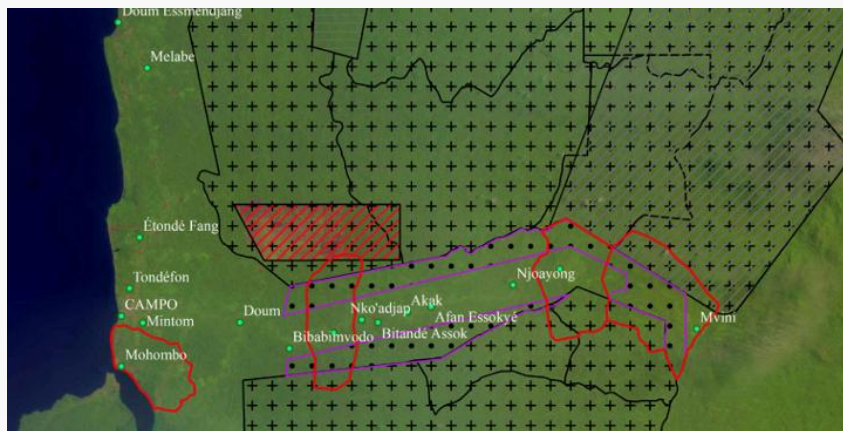 Doum Essmendjang
Melabe
Étondé Fang
Tondéfon
CAMPO
Mintom
Doum
Mohombo
Bibabimvodo
Nko'adjap
Akak
Bitandé Assok
Afan Essokyé
Njoayong
Mvini